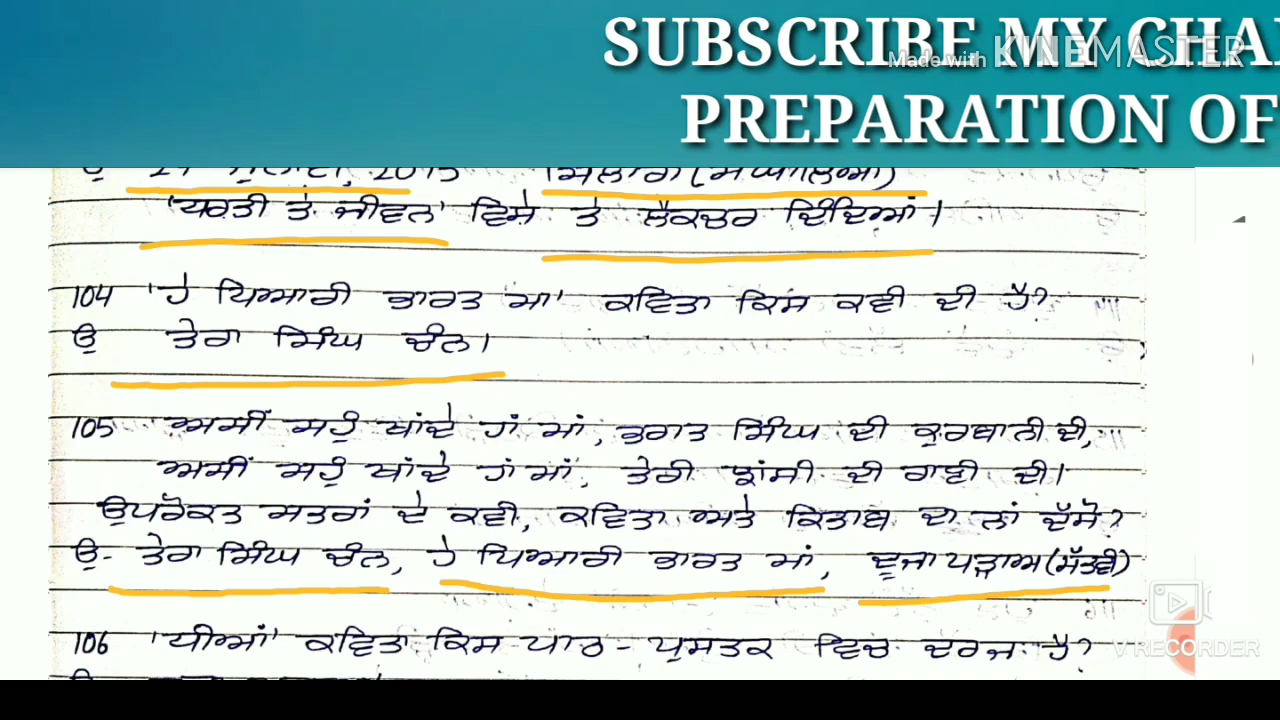 SUBSCRIBE MY CHA
PREPARATION OF
Made with KINEMASTER
'ਧਰਤੀ ਤੇ ਜੀਵਨ' ਵਿਸ਼ੇ ਤੇ ਲੈਕਚਰ ਦਿੰਦਿਆਂ।
104 'ਹੇ ਪਿਆਰੀ ਭਾਰਤ ਮਾਂ' ਕਵਿਤਾ ਕਿਸ ਕਵੀ ਦੀ ਹੈ?
ਉ ਤੇਰਾ ਸਿੰਘ ਚੰਨ।
105 ਅਸੀਂ ਸਹੁੰ ਖਾਂਦੇ ਹਾਂ ਮਾਂ, ਭਗਤ ਸਿੰਘ ਦੀ ਕੁਰਬਾਨੀ ਦੀ,
ਅਸੀਂ ਸਹੁੰ ਖਾਂਦੇ ਹਾਂ ਮਾਂ, ਤੇਰੀ ਝਾਂਸੀ ਦੀ ਰਾਣੀ ਦੀ।
ਉਪਰੋਕਤ ਸਤਰਾਂ ਦੇ ਕਵੀ, ਕਵਿਤਾ ਅਤੇ ਕਿਤਾਬ ਦਾ ਨਾਂ ਦੱਸੋ?
ਉ- ਤੇਰਾ ਸਿੰਘ ਚੰਨ, ਹੇ ਪਿਆਰੀ ਭਾਰਤ ਮਾਂ, ਦੂਜਾ ਪੜਾਅ (ਸੱਤਵੀਂ)
106 'ਧੀਆਂ' ਕਵਿਤਾ ਕਿਸ ਪਾਠ-ਪੁਸਤਕ ਵਿਚ ਦਰਜ ਹੈ?
V RECORDER